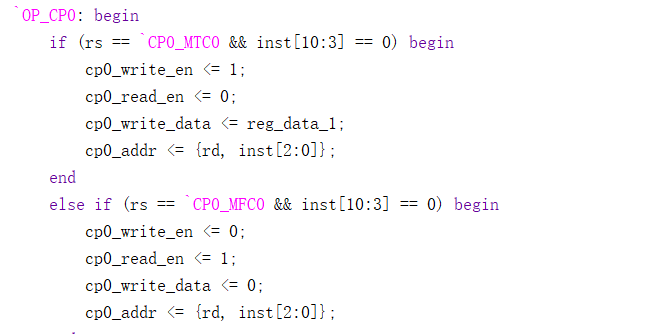 `OP_CP0: begin
if (rs == `CP0_MTC0 && inst[10:3] == 0) begin
cp0_write_en <= 1;
cp0_read_en <= 0;
cp0_write_data <= reg_data_1;
cp0_addr <= {rd, inst[2:0]};
end
else if (rs == `CP0_MFC0 && inst[10:3] == 0) begin
cp0_write_en <= 0;
cp0_read_en <= 1;
cp0_write_data <= 0;
cp0_addr <= {rd, inst[2:0]};